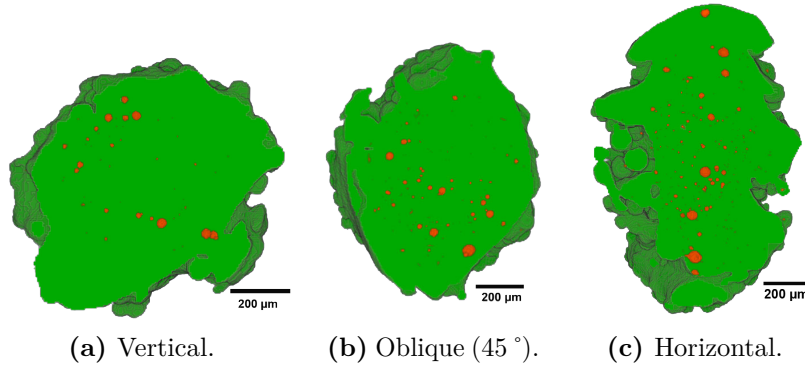 200 µm
200 µm
200 µm
(a) Vertical.
(b) Oblique (45 °).
(c) Horizontal.